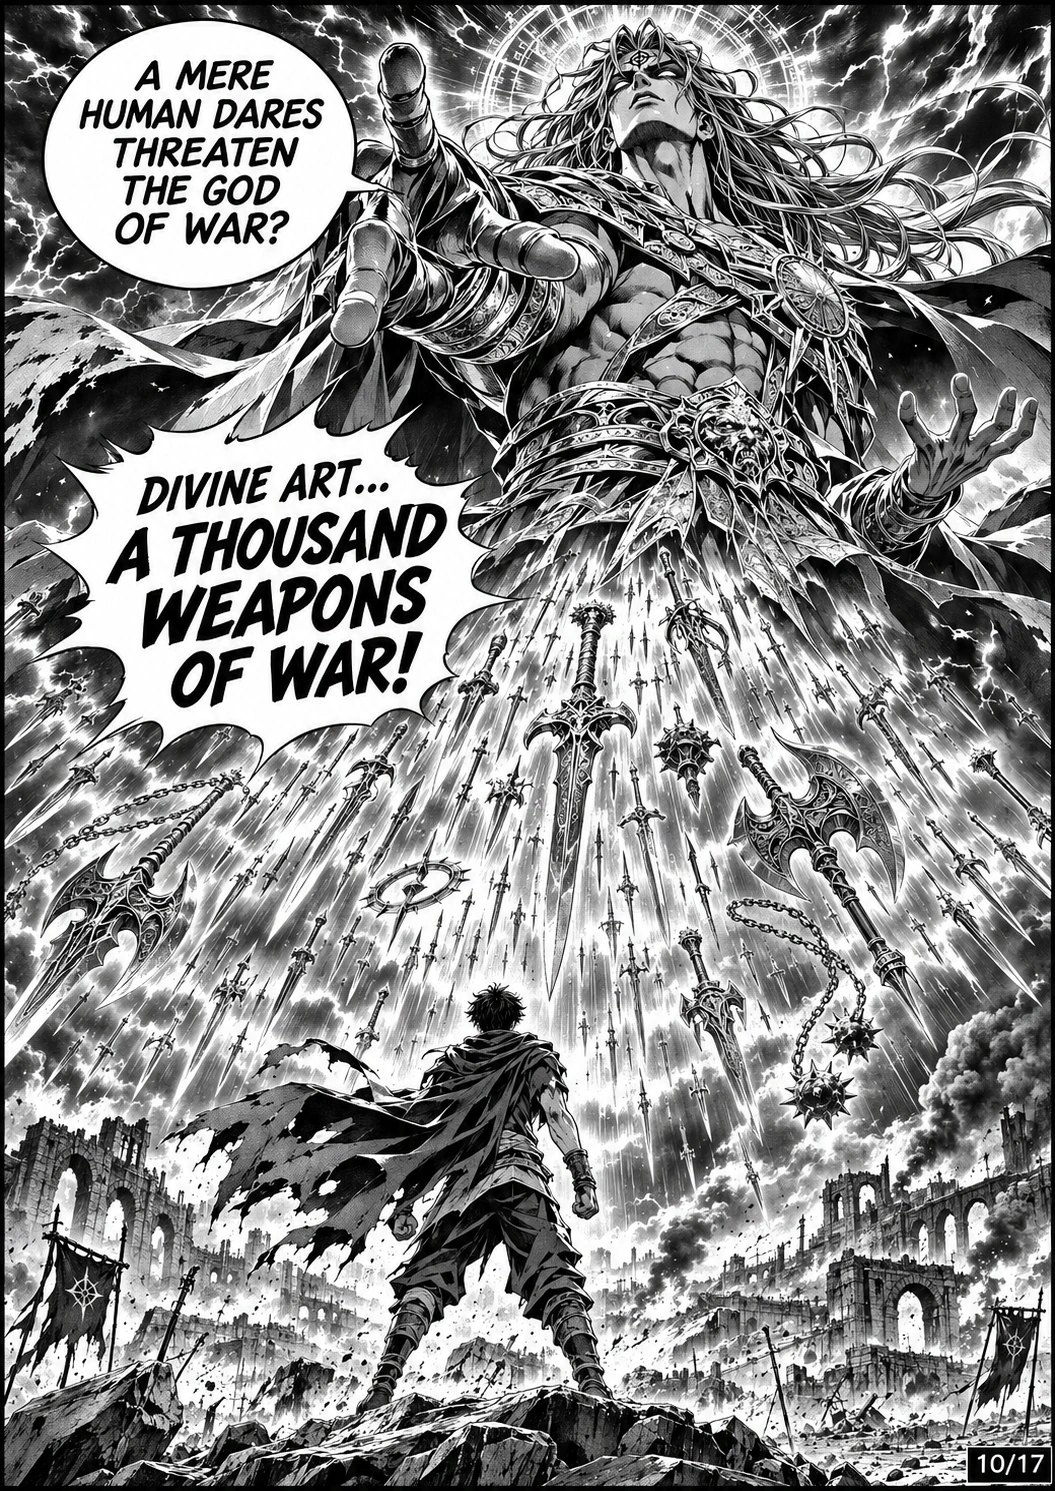 A MERE
HUMAN DARES
THREATEN
THE GOD
OF WAR?
DIVINE ART...
A THOUSAND
WEAPONS
OF WAR!
10/17